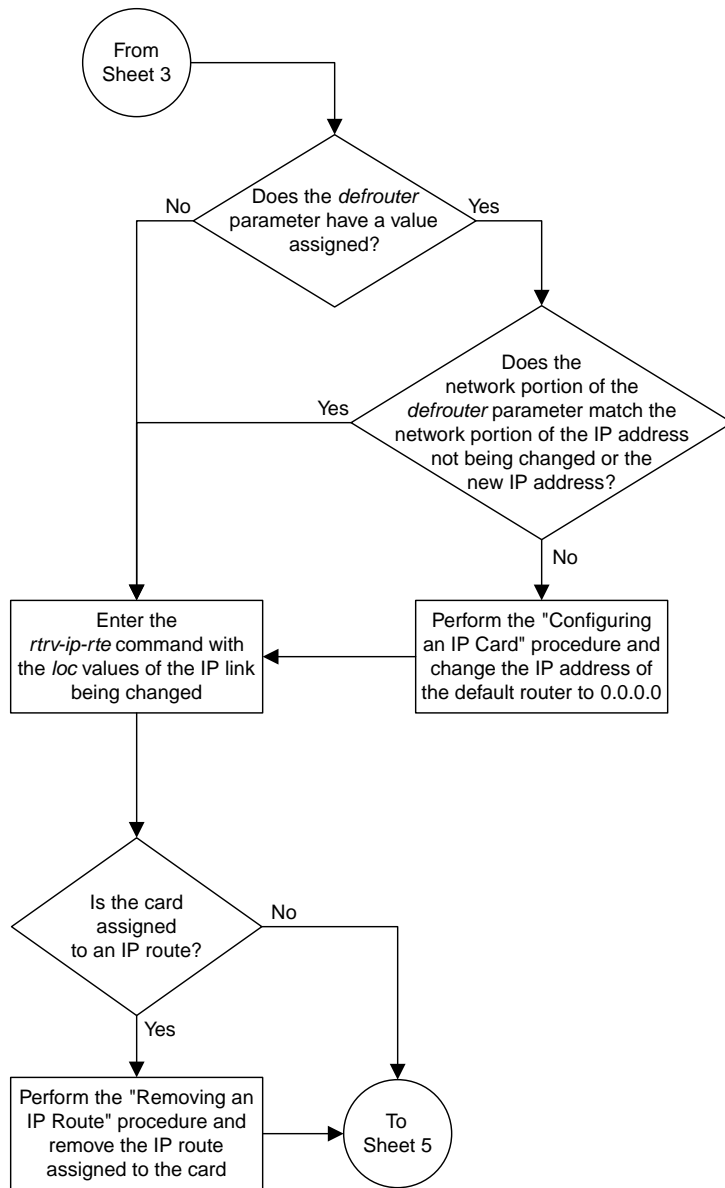 From
Sheet 3
Does the defrouter
parameter have a value
assigned?
No
Yes
Does the
network portion of the
defrouter parameter match the
network portion of the IP address
not being changed or the
new IP address?
Yes
No
Enter the
rtrv-ip-rte command with
the loc values of the IP link
being changed
Perform the "Configuring
an IP Card" procedure and
change the IP address of
the default router to 0.0.0.0
Is the card
assigned
to an IP route?
No
Yes
Perform the "Removing an
IP Route" procedure and
remove the IP route
assigned to the card
To
Sheet 5